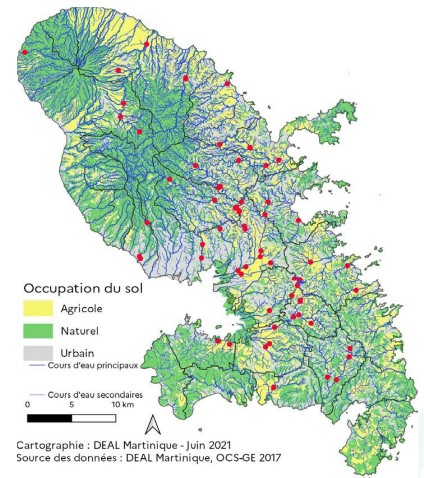 Occupation du sol
Agricole
Naturel
Urbain
Cours d'eau principaux
Cours d'eau secondaires
0 5 10 km
Cartographie : DEAL Martinique - Juin 2021
Source des données : DEAL Martinique, OCS-GE 2017